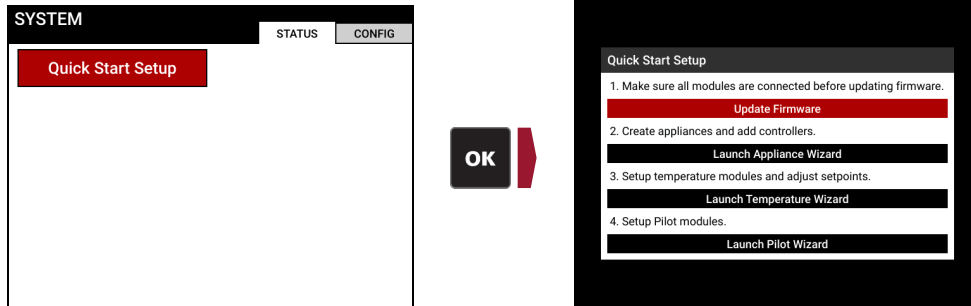 SYSTEM
STATUS
CONFIG
Quick Start Setup
OK
Quick Start Setup
1. Make sure all modules are connected before updating firmware.
Update Firmware
2. Create appliances and add controllers.
Launch Appliance Wizard
3. Setup temperature modules and adjust setpoints.
Launch Temperature Wizard
4. Setup Pilot modules.
Launch Pilot Wizard